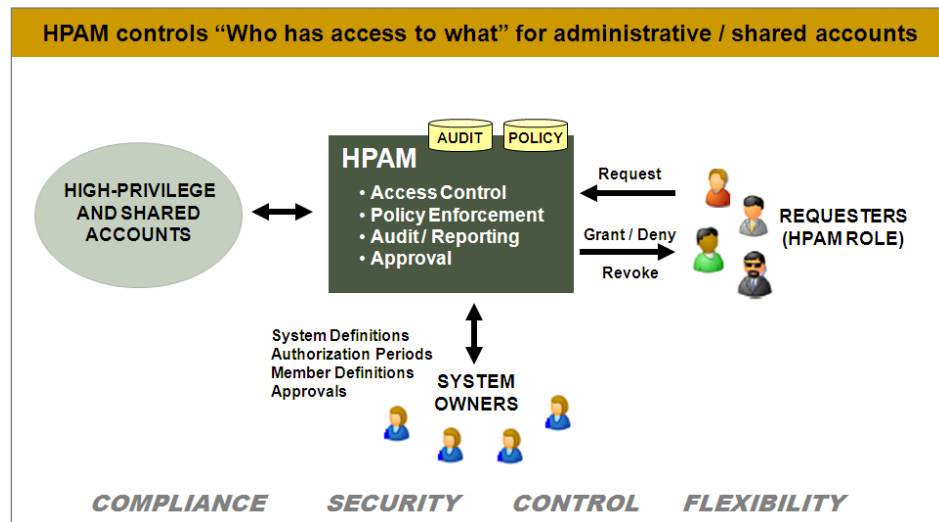 HPAM controls “Who has access to what” for administrative / shared accounts
AUDIT
POLICY
HPAM
• Access Control
• Policy Enforcement
• Audit / Reporting
• Approval
HIGH-PRIVILEGE
AND SHARED
ACCOUNTS
Request
Grant / Deny
Revoke
REQUESTERS
(HPAM ROLE)
System Definitions
Authorization Periods
Member Definitions
Approvals
SYSTEM
OWNERS
COMPLIANCE SECURITY CONTROL FLEXIBILITY